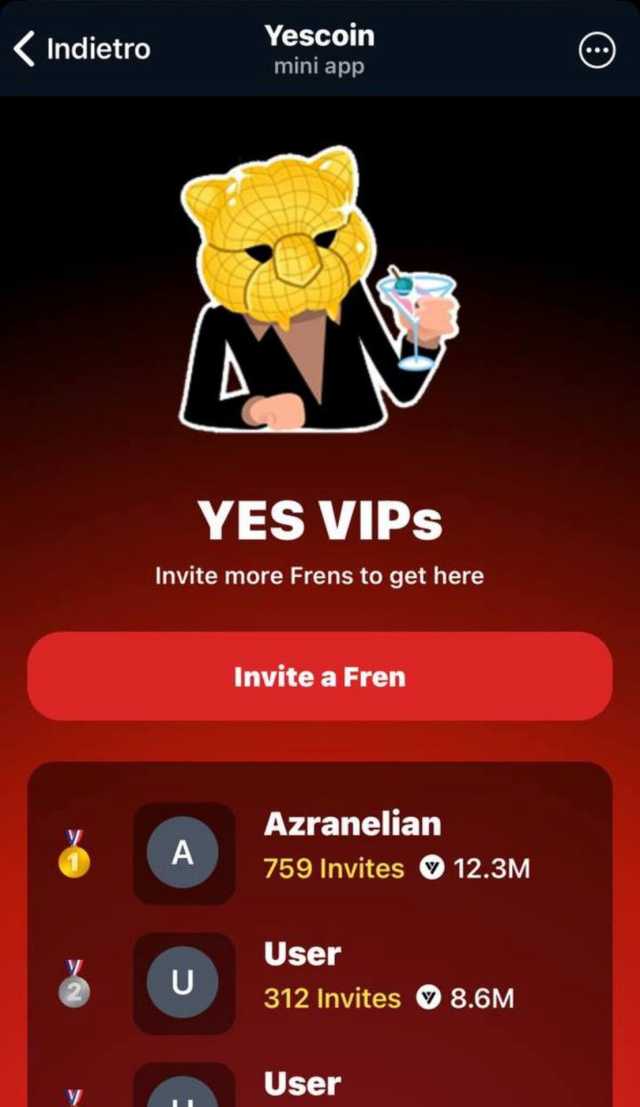 Indietro
Yescoin
mini app
YES VIPs
Invite more Frens to get here
Invite a Fren
1
A
Azranelian
759 Invites 12.3M
2
U
User
312 Invites 8.6M
User